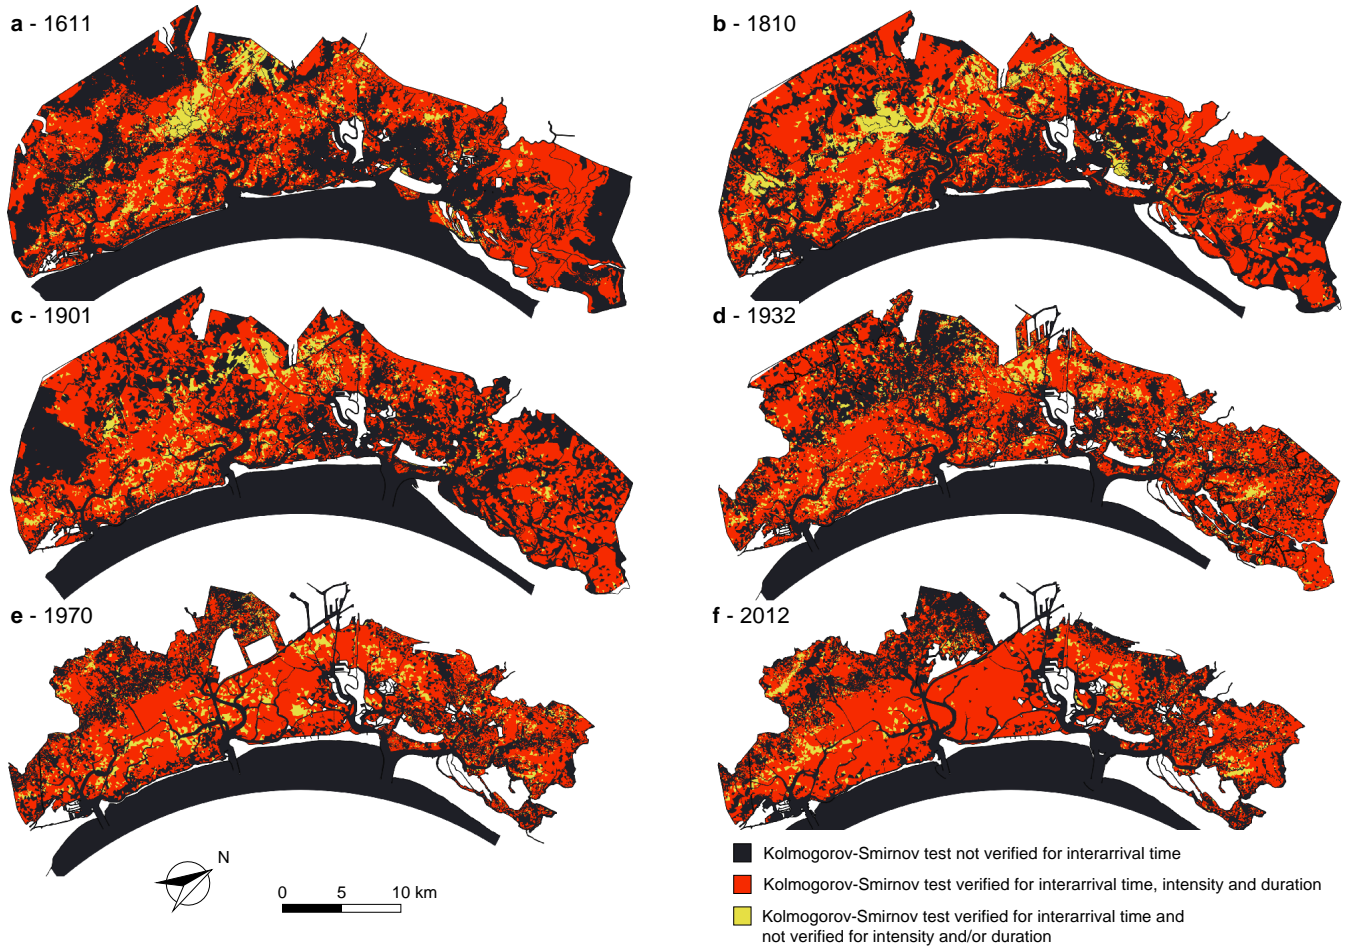 a - 1611
b - 1810
c - 1901
d - 1932
e - 1970
f - 2012
N
0 5 10 km
Kolmogorov-Smirnov test not verified for interarrival time
Kolmogorov-Smirnov test verified for interarrival time, intensity and duration
Kolmogorov-Smirnov test verified for interarrival time and
not verified for intensity and/or duration